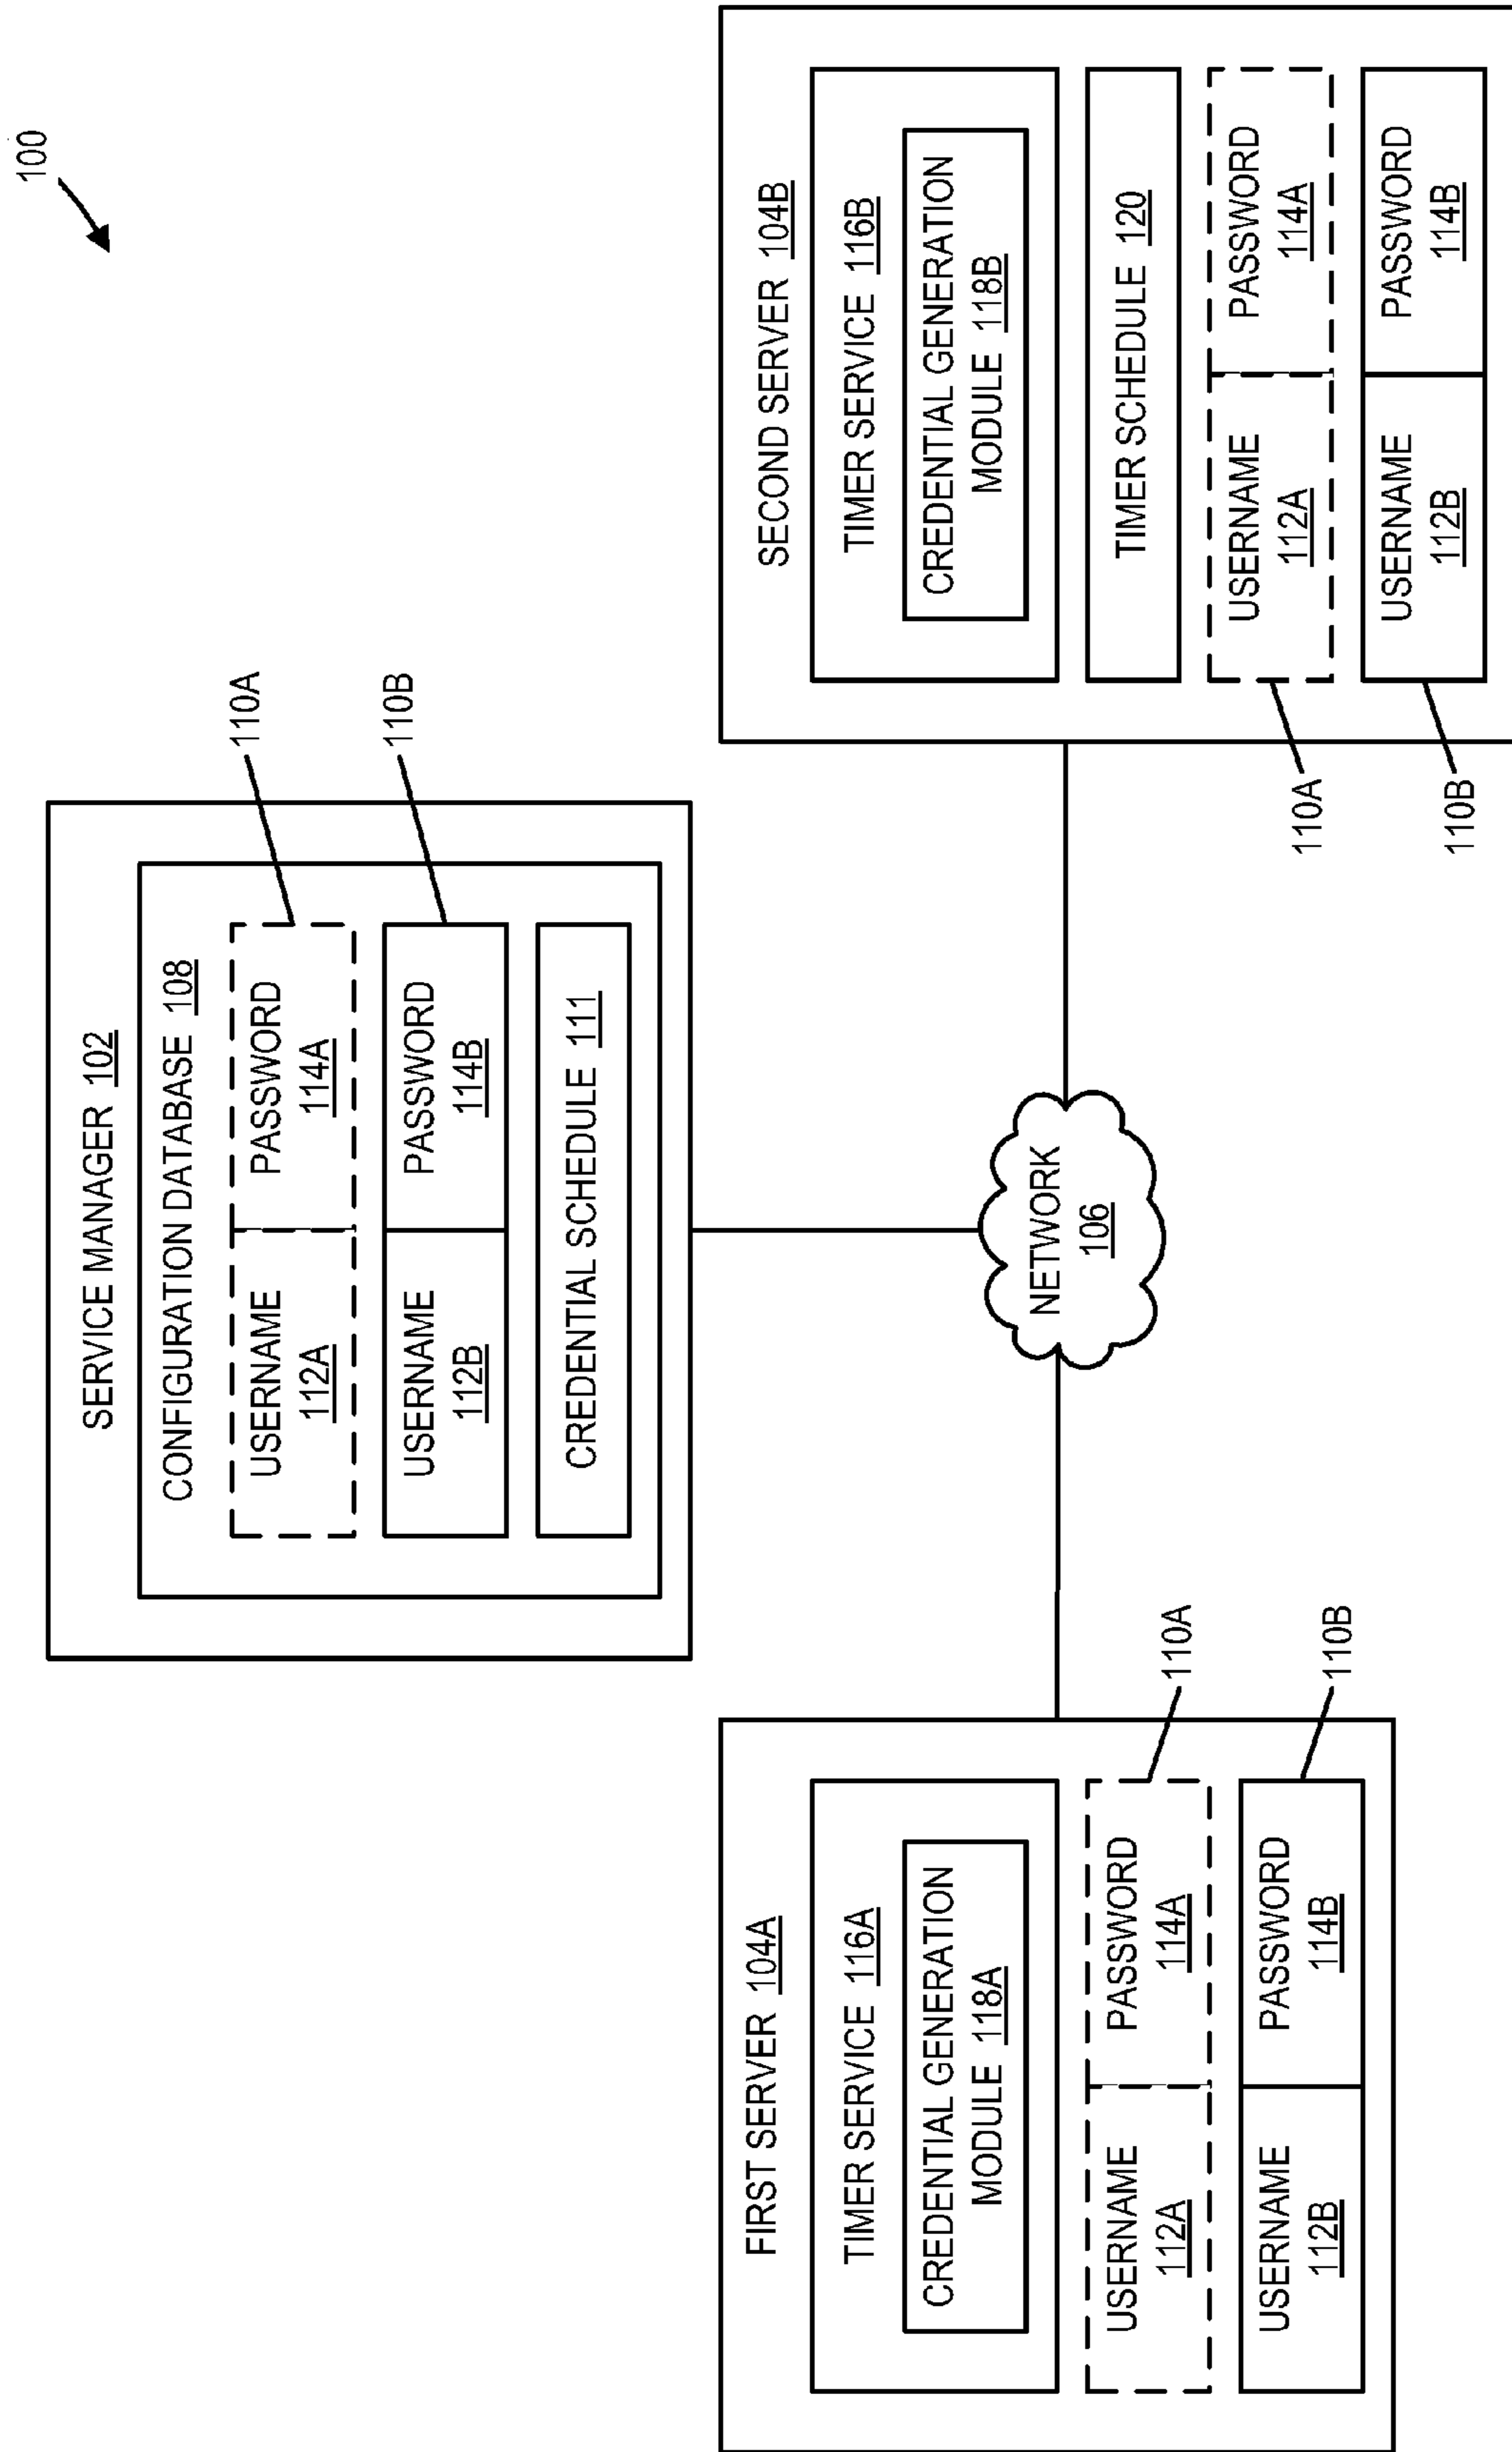 100
SERVICE MANAGER 102
CONFIGURATION DATABASE 108
USERNAME
112A
PASSWORD
114A
110A
USERNAME
112B
PASSWORD
114B
110B
CREDENTIAL SCHEDULE 111
NETWORK
106
FIRST SERVER 104A
TIMER SERVICE 116A
CREDENTIAL GENERATION
MODULE 118A
USERNAME
112A
PASSWORD
114A
110A
USERNAME
112B
PASSWORD
114B
110B
SECOND SERVER 104B
TIMER SERVICE 116B
CREDENTIAL GENERATION
MODULE 118B
TIMER SCHEDULE 120
110A
USERNAME
112A
PASSWORD
114A
110B
USERNAME
112B
PASSWORD
114B